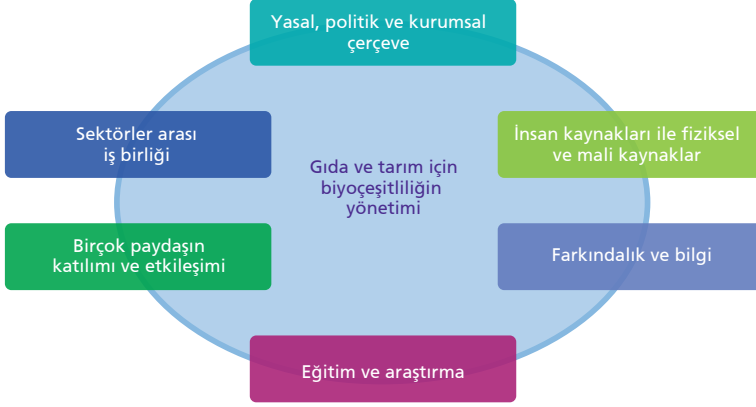 Yasal, politik ve kurumsal
çerçeve
Sektörler arası
iş birliği
İnsan kaynakları ile fiziksel
ve mali kaynaklar
Gıda ve tarım için
biyoçeşitliliğin
yönetimi
Birçok paydaşın
katılımı ve etkileşimi
Farkındalık ve bilgi
Eğitim ve araştırma